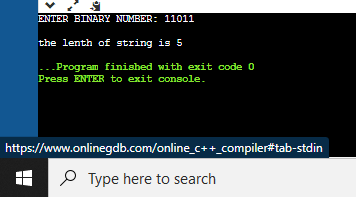 ENTER BINARY NUMBER: 11011
the lenth of string is 5
...Program finished with exit code 0
Press ENTER to exit console.
https://www.onlinegdb.com/online_c++_compiler#tab-stdin
Type here to search